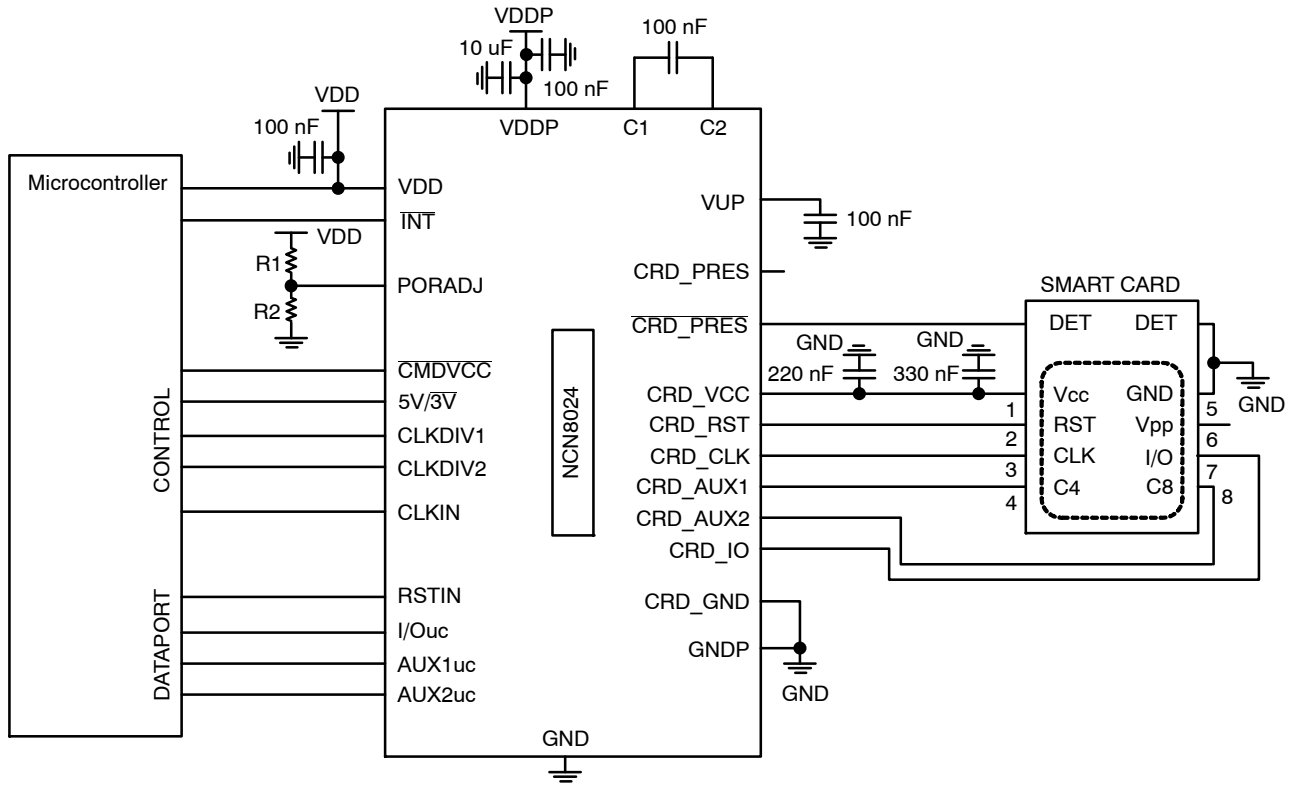 VDDP
10 uF
100 nF
100 nF
VDD
100 nF
VDDP
C1
C2
Microcontroller
VDD
INT
VDD
R1
R2
PORADJ
VUP
100 nF
CRD_PRES
CRD_PRES
SMART CARD
DET
DET
GND
GND
220 nF
330 nF
GND
CONTROL
CMDVCC
5V/3V
CLKDIV1
CLKDIV2
CLKIN
NCN8024
CRD_VCC
CRD_RST
CRD_CLK
CRD_AUX1
CRD_AUX2
CRD_IO
1
2
3
4
Vcc
GND
RST
Vpp
CLK
I/O
C4
C8
5
6
7
8
DATAPORT
RSTIN
I/Ouc
AUX1uc
AUX2uc
CRD_GND
GNDP
GND
GND